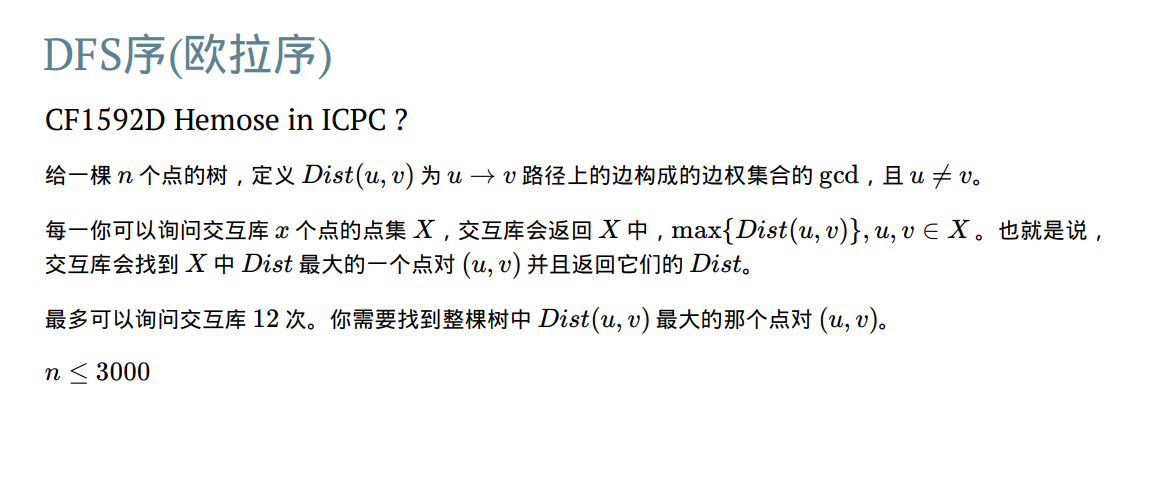 DFS序(欧拉序)
CF1592D Hemose in ICPC ?
给一棵 n 个点的树，定义 Dist(u, v) 为 u → v 路径上的边构成的边权集合的 gcd，且 u ≠ v。
每一你可以询问交互库 x 个点的点集 X，交互库会返回 X 中，max{Dist(u, v)}, u, v ∈ X。也就是说，
交互库会找到 X 中 Dist 最大的一个点对 (u, v) 并且返回它们的 Dist。
最多可以询问交互库 12 次。你需要找到整棵树中 Dist(u, v) 最大的那个点对 (u, v)。
n ≤ 3000